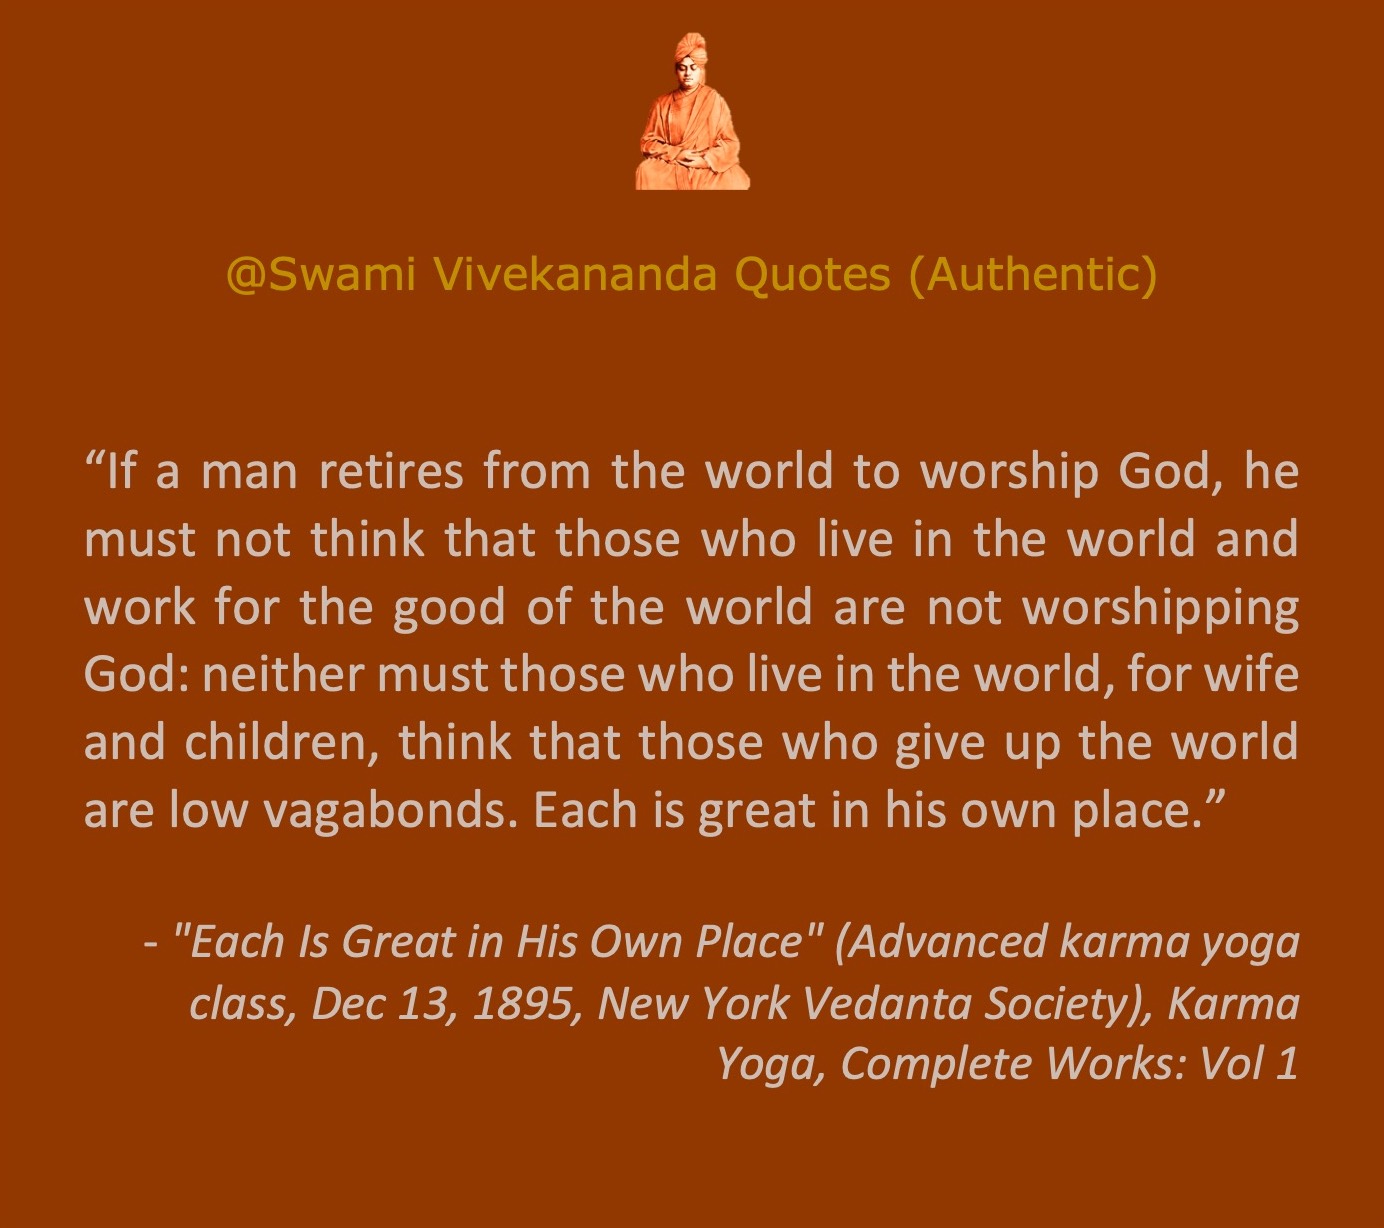 @Swami Vivekananda Quotes (Authentic)
“If a man retires from the world to worship God, he
must not think that those who live in the world and
work for the good of the world are not worshipping
God: neither must those who live in the world, for wife
and children, think that those who give up the world
are low vagabonds. Each is great in his own place.”
- "Each Is Great in His Own Place" (Advanced karma yoga
class, Dec 13, 1895, New York Vedanta Society), Karma
Yoga, Complete Works: Vol 1